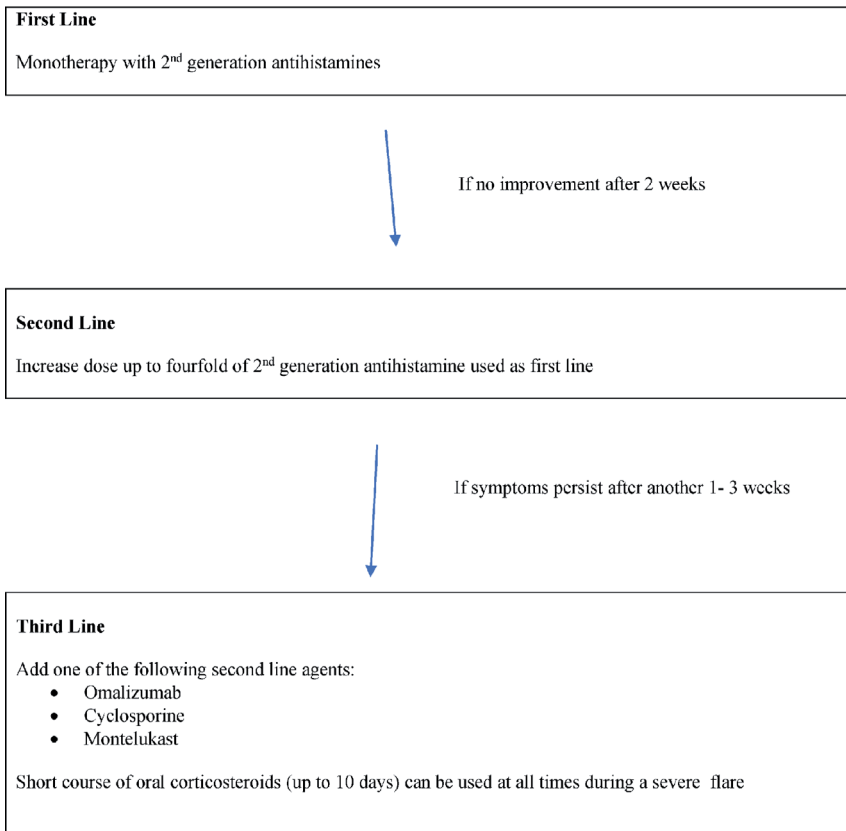 First Line
Monotherapy with 2nd generation antihistamines
If no improvement after 2 weeks
Second Line
Increase dose up to fourfold of 2nd generation antihistamine used as first line
If symptoms persist after another 1- 3 weeks
Third Line
Add one of the following second line agents:
• Omalizumab
• Cyclosporine
• Montelukast
Short course of oral corticosteroids (up to 10 days) can be used at all times during a severe flare